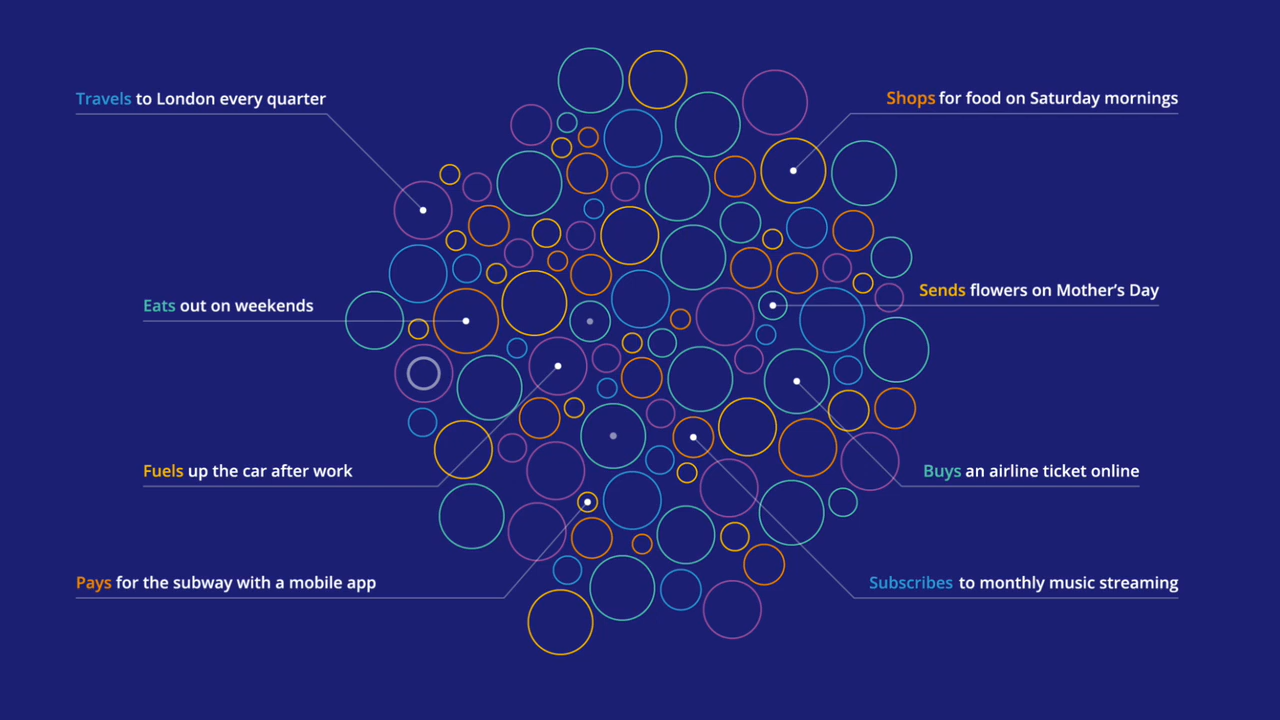 Travels to London every quarter
Shops for food on Saturday mornings
Eats out on weekends
Sends flowers on Mother’s Day
Fuels up the car after work
Buys an airline ticket online
Pays for the subway with a mobile app
Subscribes to monthly music streaming